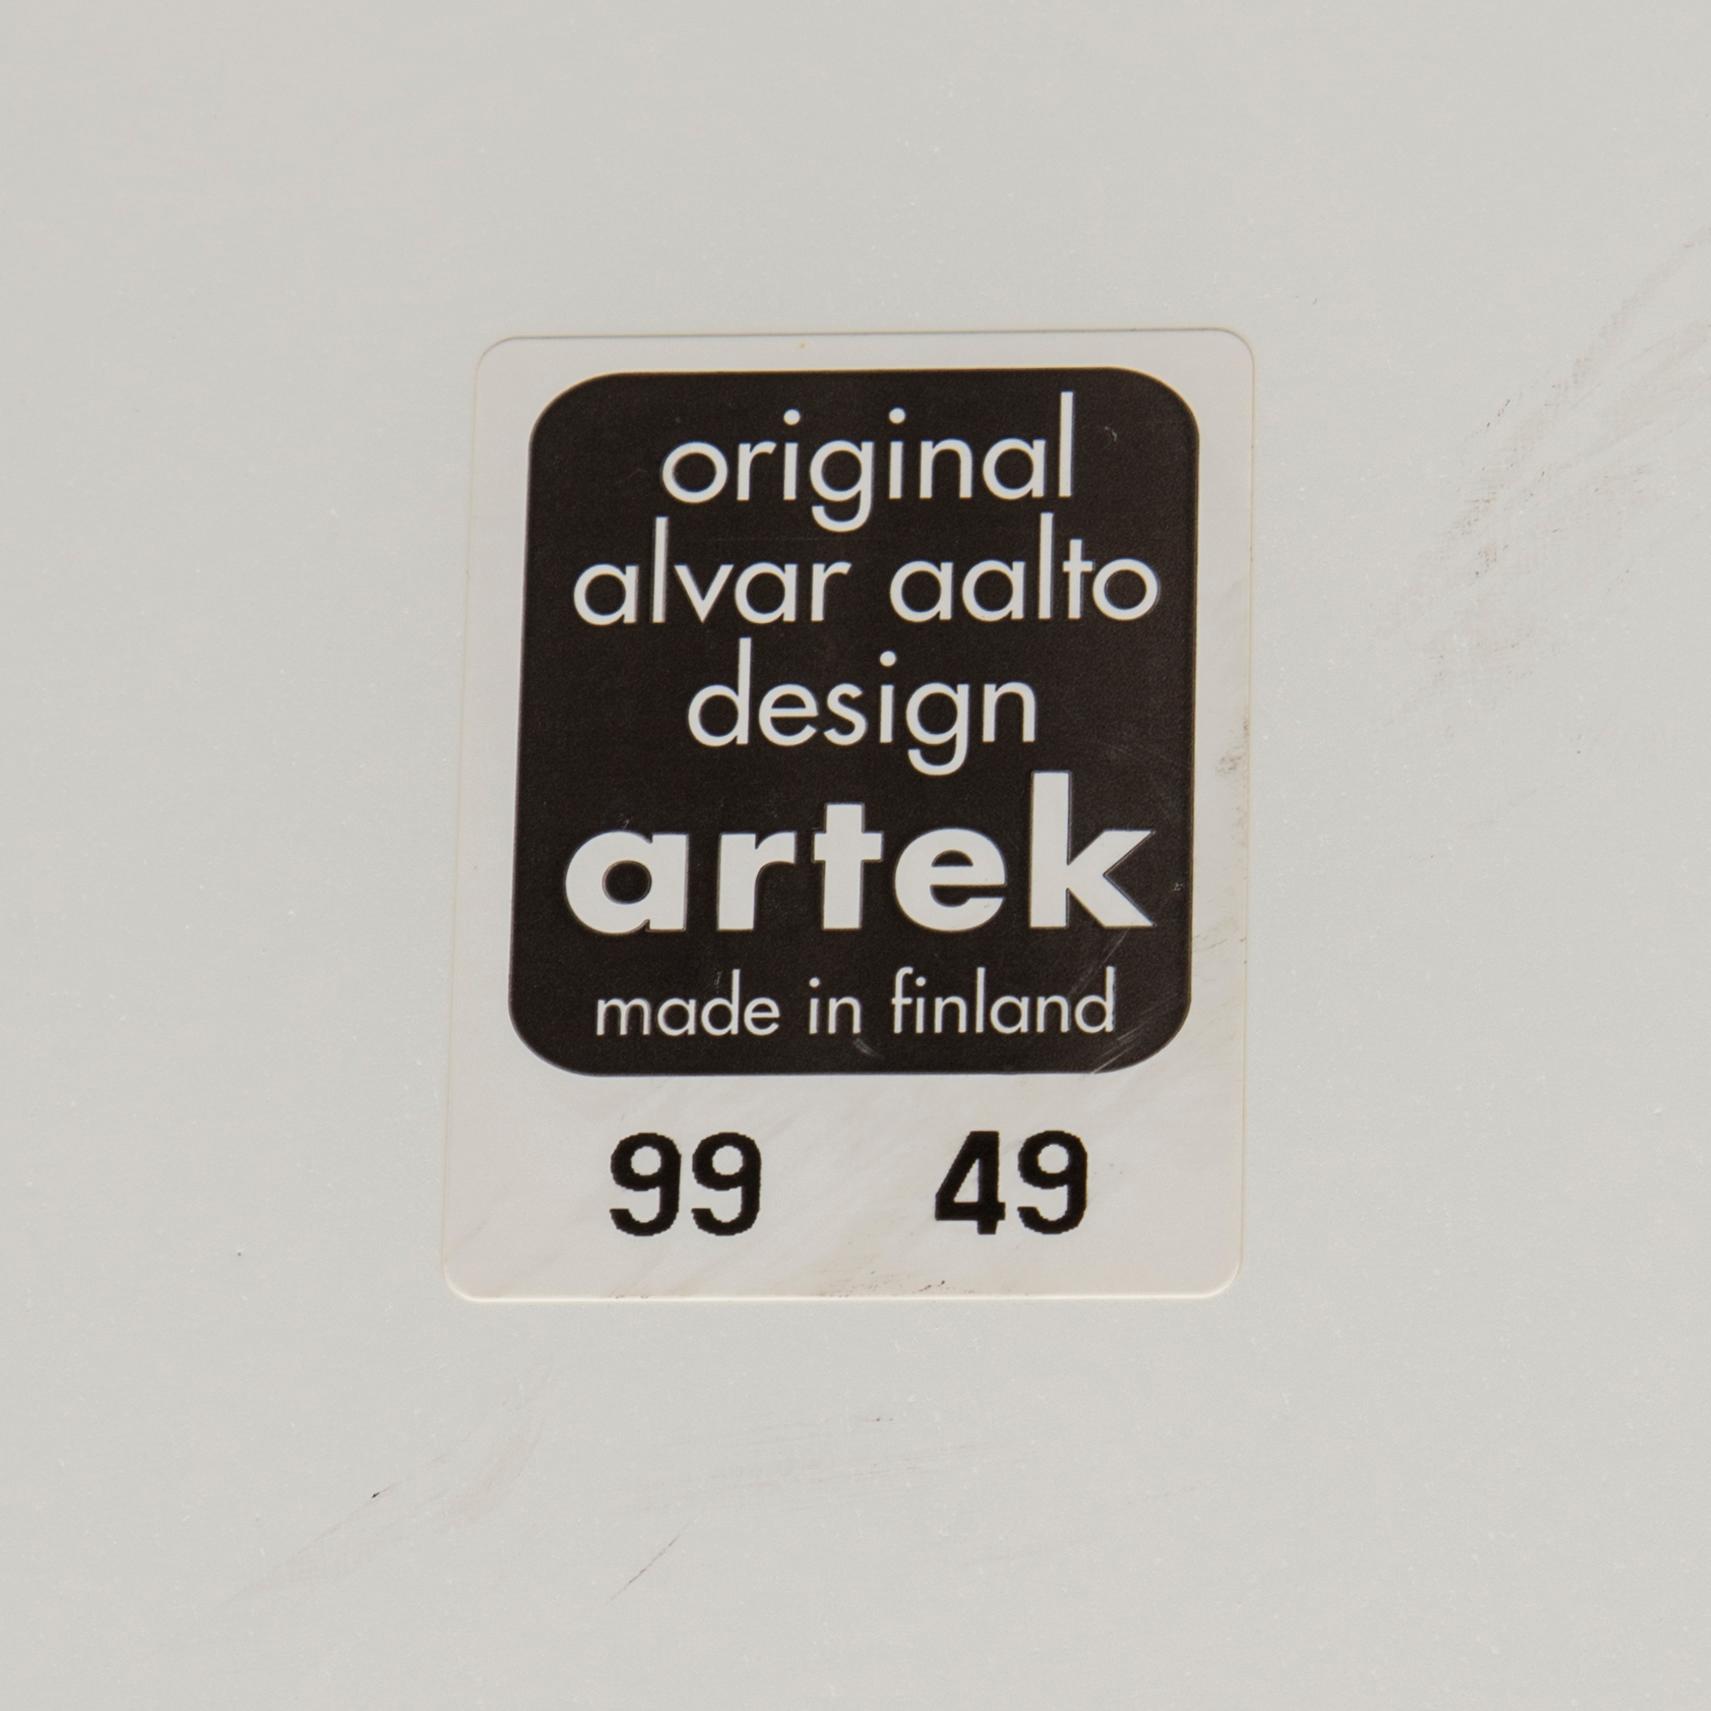 original
alvar aalto
design
artek
made in finland
99 49